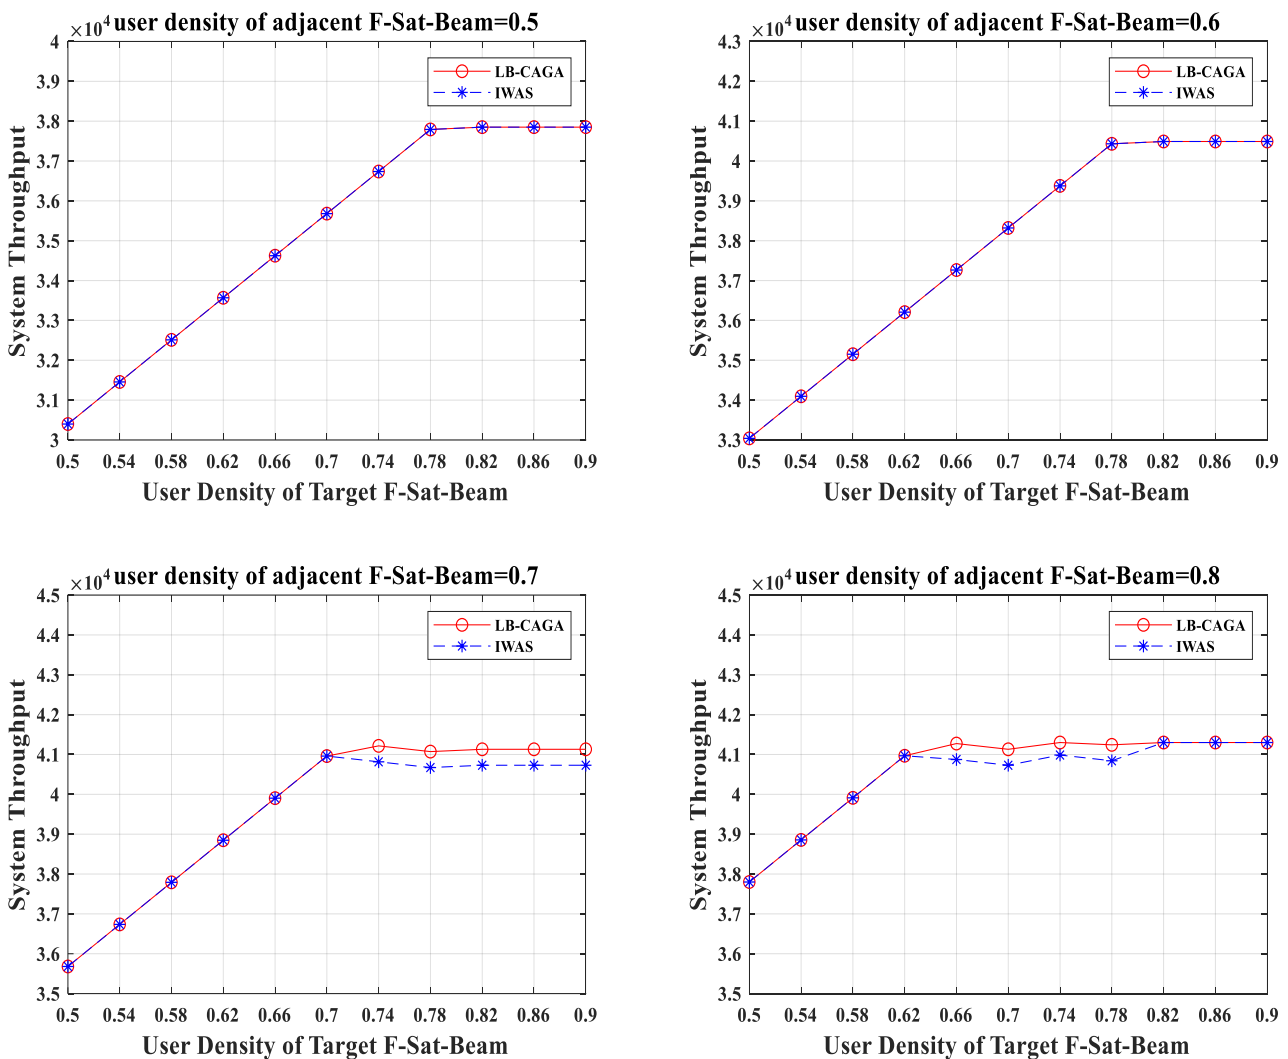 ×10⁴ user density of adjacent F-Sat-Beam=0.5
4
3.9
3.8
3.7
3.6
3.5
3.4
3.3
3.2
3.1
3
System Throughput
LB-CAGA
IWAS
0.5 0.54 0.58 0.62 0.66 0.7 0.74 0.78 0.82 0.86 0.9
User Density of Target F-Sat-Beam
×10⁴ user density of adjacent F-Sat-Beam=0.6
4.3
4.2
4.1
4
3.9
3.8
3.7
3.6
3.5
3.4
3.3
System Throughput
LB-CAGA
IWAS
0.5 0.54 0.58 0.62 0.66 0.7 0.74 0.78 0.82 0.86 0.9
User Density of Target F-Sat-Beam
×10⁴ user density of adjacent F-Sat-Beam=0.7
4.5
4.4
4.3
4.2
4.1
4
3.9
3.8
3.7
3.6
3.5
System Throughput
LB-CAGA
IWAS
0.5 0.54 0.58 0.62 0.66 0.7 0.74 0.78 0.82 0.86 0.9
User Density of Target F-Sat-Beam
×10⁴ user density of adjacent F-Sat-Beam=0.8
4.5
4.4
4.3
4.2
4.1
4
3.9
3.8
3.7
3.6
3.5
System Throughput
LB-CAGA
IWAS
0.5 0.54 0.58 0.62 0.66 0.7 0.74 0.78 0.82 0.86 0.9
User Density of Target F-Sat-Beam